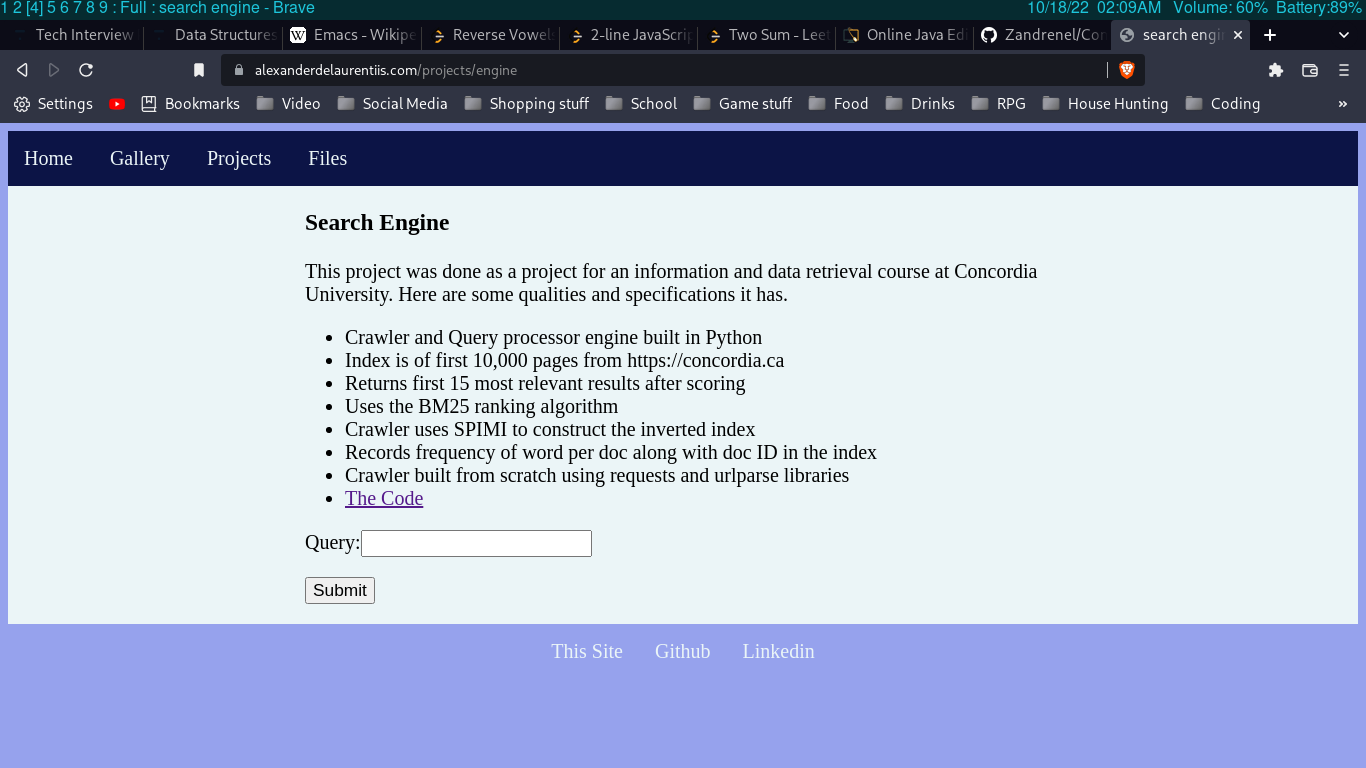 1 2 [4] 5 6 7 8 9 : Full : search engine - Brave 10/18/22 02:09AM Volume: 60% Battery:89%
Tech Interview Data Structures Emacs - Wikipe Reverse Vowels 2-line JavaScrip Two Sum - Leet Online Java Edi Zandrenel/Con search engin
alexanderdelaurentiis.com/projects/engine
Settings Bookmarks Video Social Media Shopping stuff School Game stuff Food Drinks RPG House Hunting Coding »
Home Gallery Projects Files
Search Engine
This project was done as a project for an information and data retrieval course at Concordia
University. Here are some qualities and specifications it has.
• Crawler and Query processor engine built in Python
• Index is of first 10,000 pages from https://concordia.ca
• Returns first 15 most relevant results after scoring
• Uses the BM25 ranking algorithm
• Crawler uses SPIMI to construct the inverted index
• Records frequency of word per doc along with doc ID in the index
• Crawler built from scratch using requests and urlparse libraries
• The Code
Query:
Submit
This Site Github Linkedin